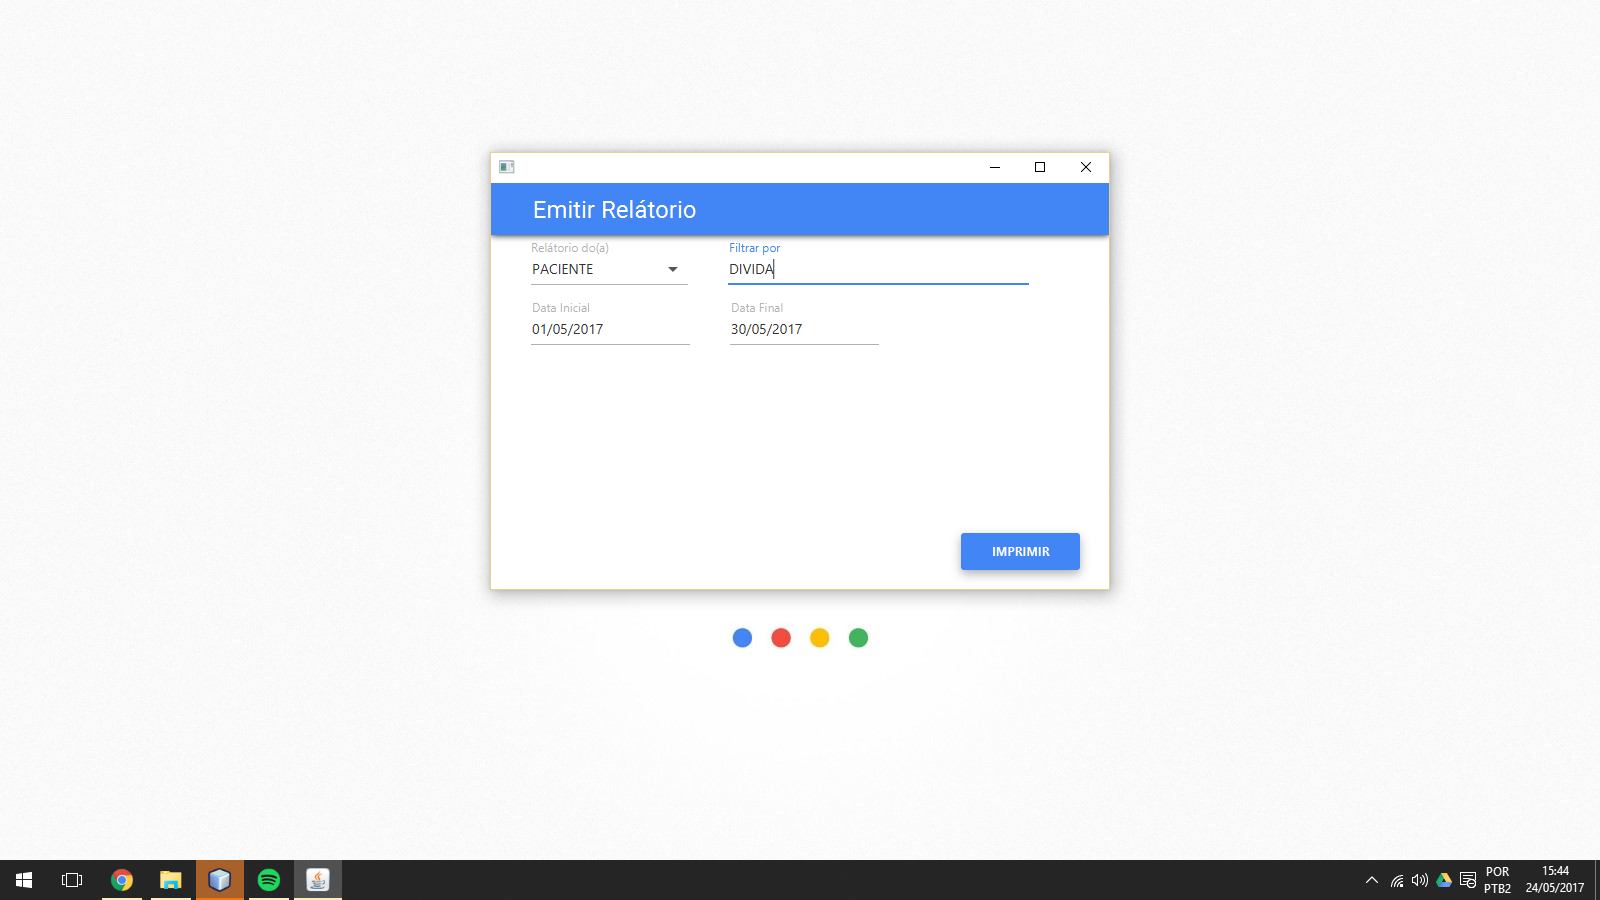 Emitir Relátorio
Relátorio do(a)
Filtrar por
PACIENTE
DIVIDA
Data Inicial
Data Final
01/05/2017
30/05/2017
IMPRIMIR
POR
15:44
PTB2
24/05/2017